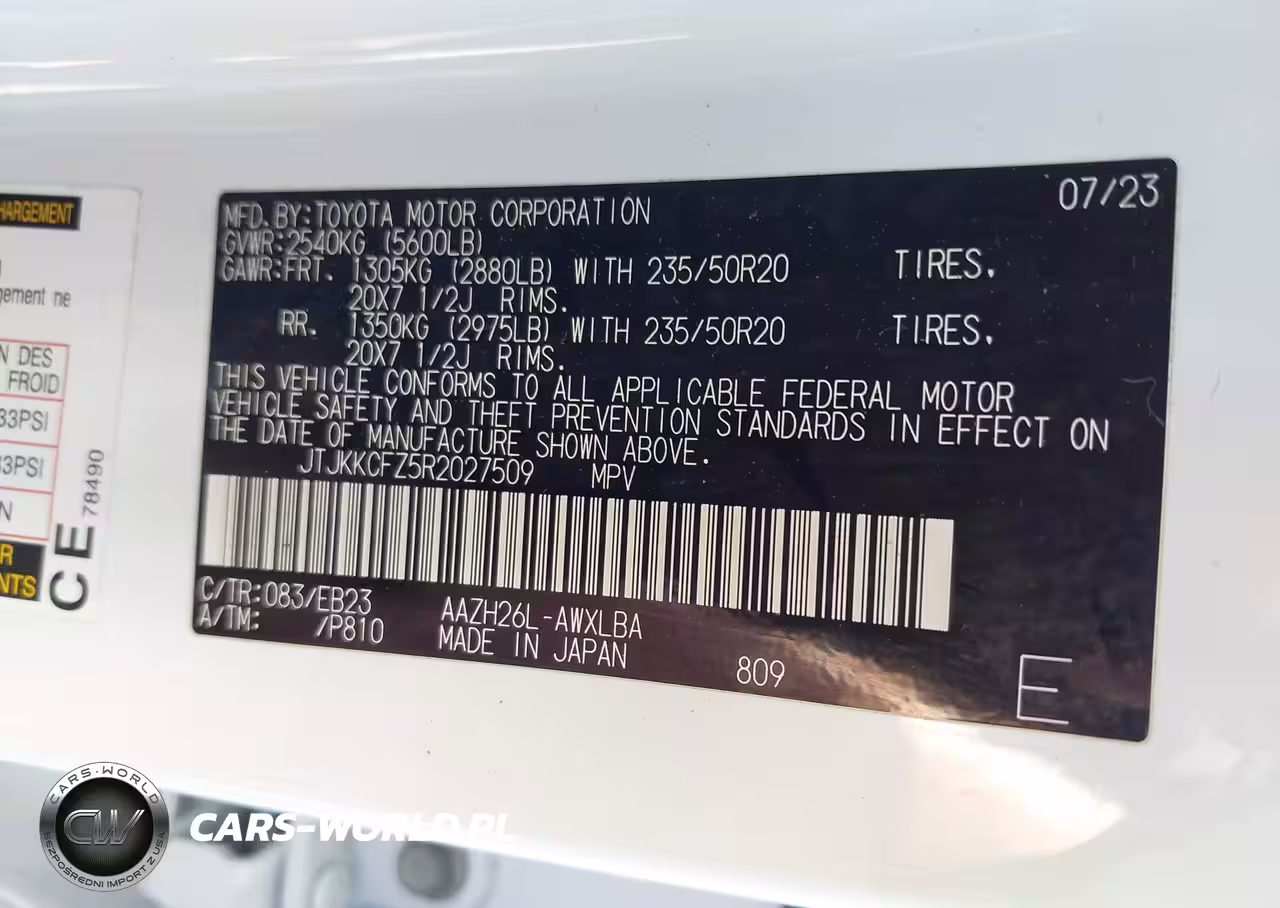 HARGEMENT
gement ne
N DES
FROID
33PSI
33PSI
N
R
NTS
CE 78490
07/23
MFD.BY:TOYOTA MOTOR CORPORATION
GVWR:2540KG (5600LB)
GAWR:FRT. 1305KG (2880LB) WITH 235/50R20 TIRES.
20X7 1/2J RIMS.
RR. 1350KG (2975LB) WITH 235/50R20 TIRES.
20X7 1/2J RIMS.
THIS VEHICLE CONFORMS TO ALL APPLICABLE FEDERAL MOTOR
VEHICLE SAFETY AND THEFT PREVENTION STANDARDS IN EFFECT ON
THE DATE OF MANUFACTURE SHOWN ABOVE.
JTJKKCFZ5R2027509 MPV
C/TR:083/EB23 AAZH26L-AWXLBA
A/TM: /P810 MADE IN JAPAN
809
E
CARS-WORLD
CW
BEZPOŚREDNI IMPORT Z USA
CARS-WORLD.PL